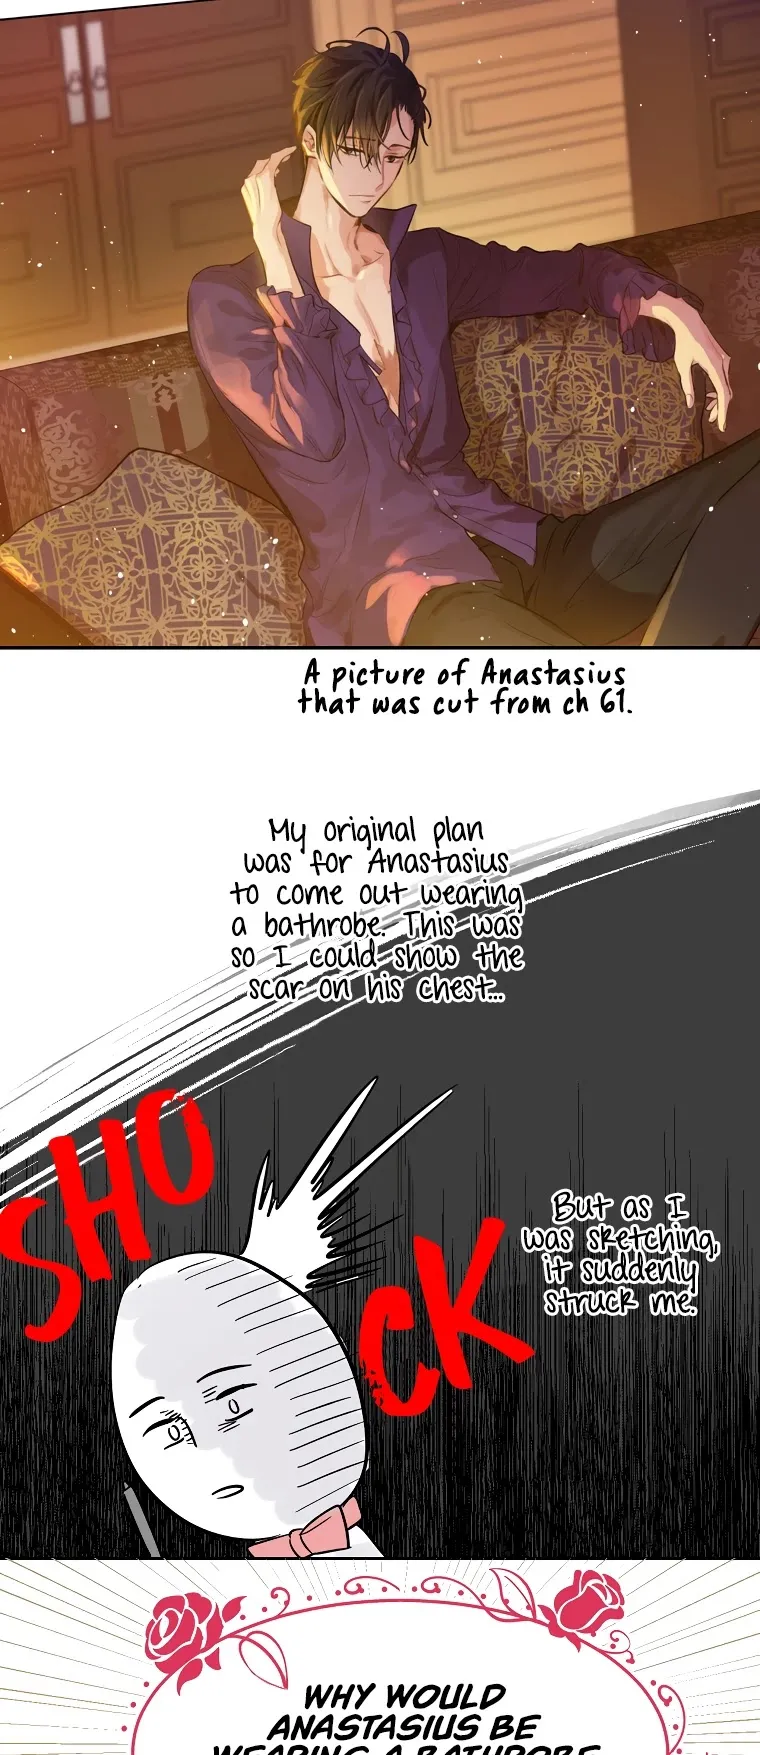 A picture of Anastasius
that was cut from ch 61.
My original plan
was for Anastasius
to come out wearing
a bathrobe. This was
so I could show the
scar on his chest...
SHO
CK
But as I
was sketching,
it suddenly
struck me.
WHY WOULD
ANASTASIUS BE
WEARING A BATHROBE